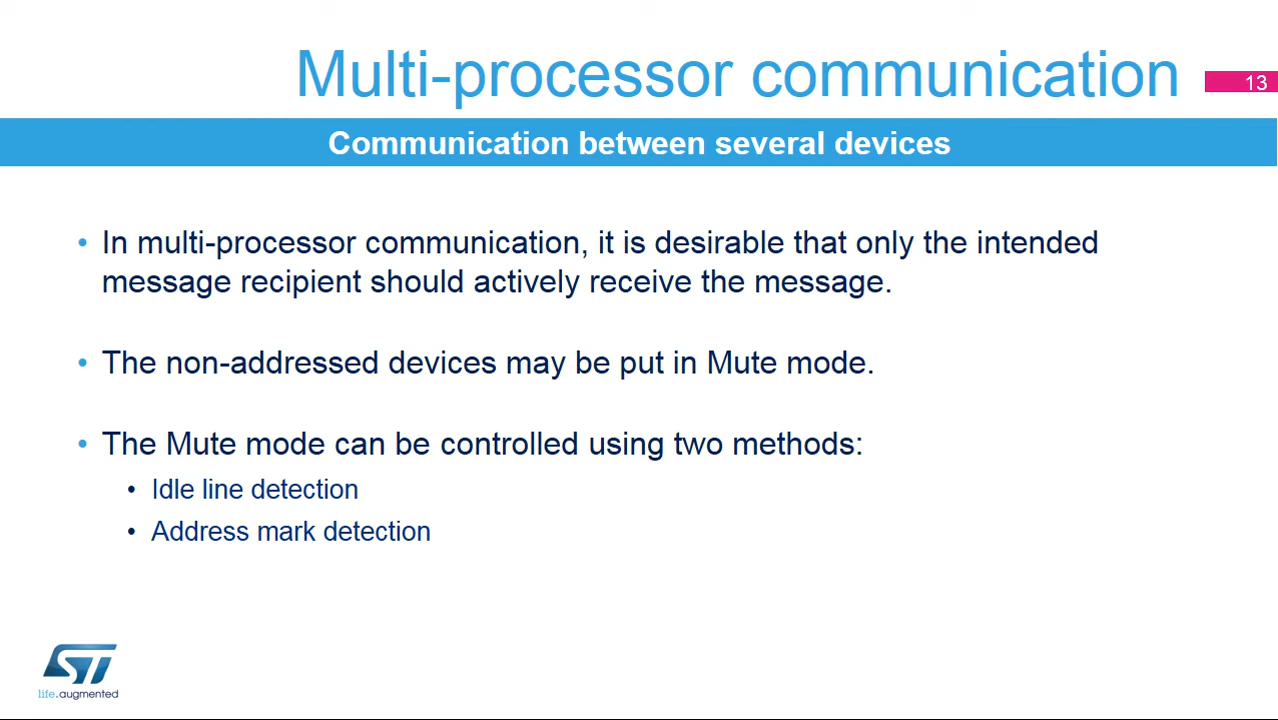 Multi-processor communication
13
Communication between several devices
• In multi-processor communication, it is desirable that only the intended
message recipient should actively receive the message.
• The non-addressed devices may be put in Mute mode.
• The Mute mode can be controlled using two methods:
• Idle line detection
• Address mark detection
ST
life.augmented